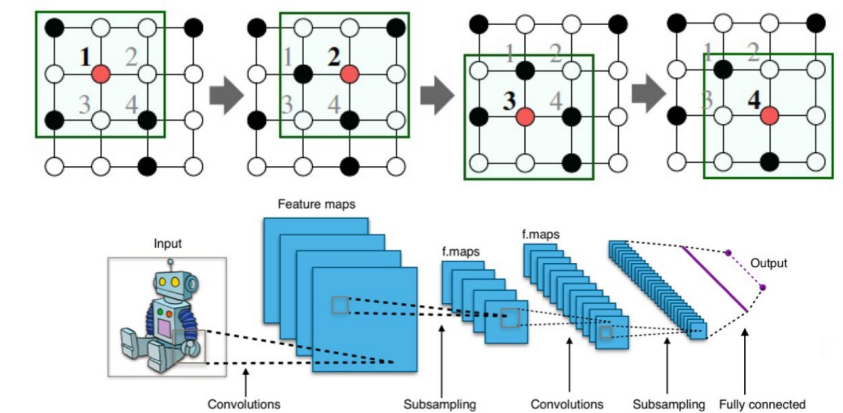 1 2
3 4
1 2
3 4
1 2
3 4
1 2
3 4
Feature maps
Input
f.maps
f.maps
Output
Convolutions
Subsampling
Convolutions
Subsampling
Fully connected